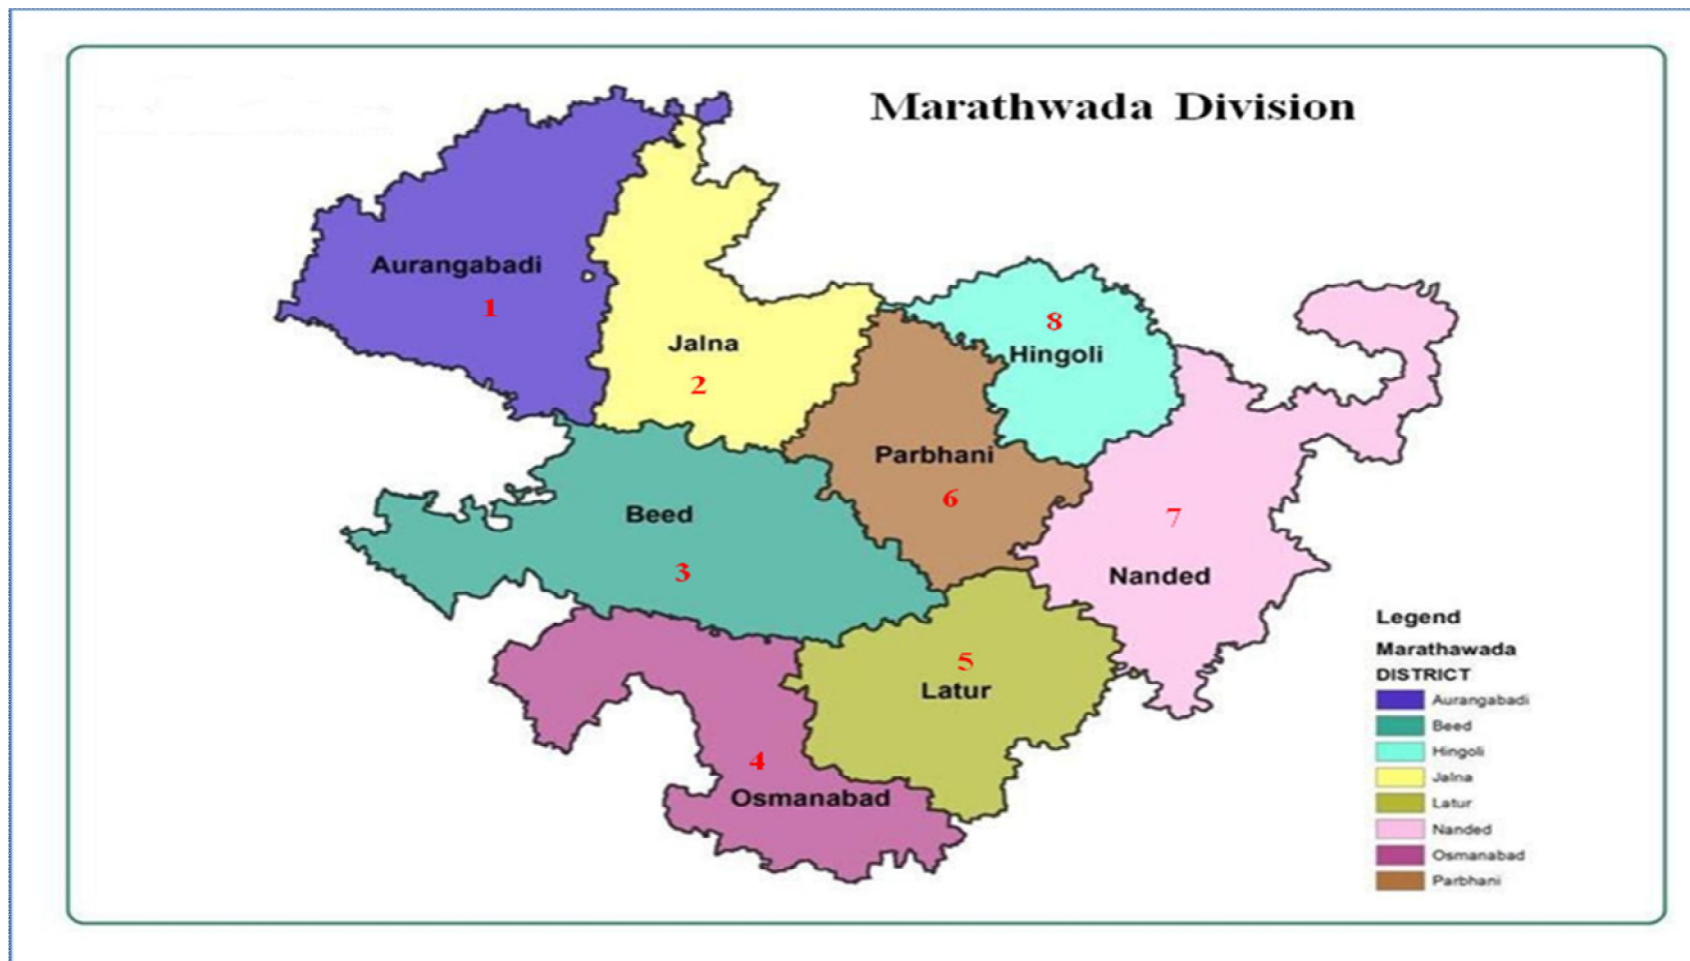 Marathwada Division
Aurangabadi
1
8
Hingoli
Jalna
2
Parbhani
6
Beed
3
7
Nanded
5
Latur
4
Osmanabad
Legend
Marathawada
DISTRICT
Aurangabadi
Beed
Hingoli
Jalna
Latur
Nanded
Osmanabad
Parbhani